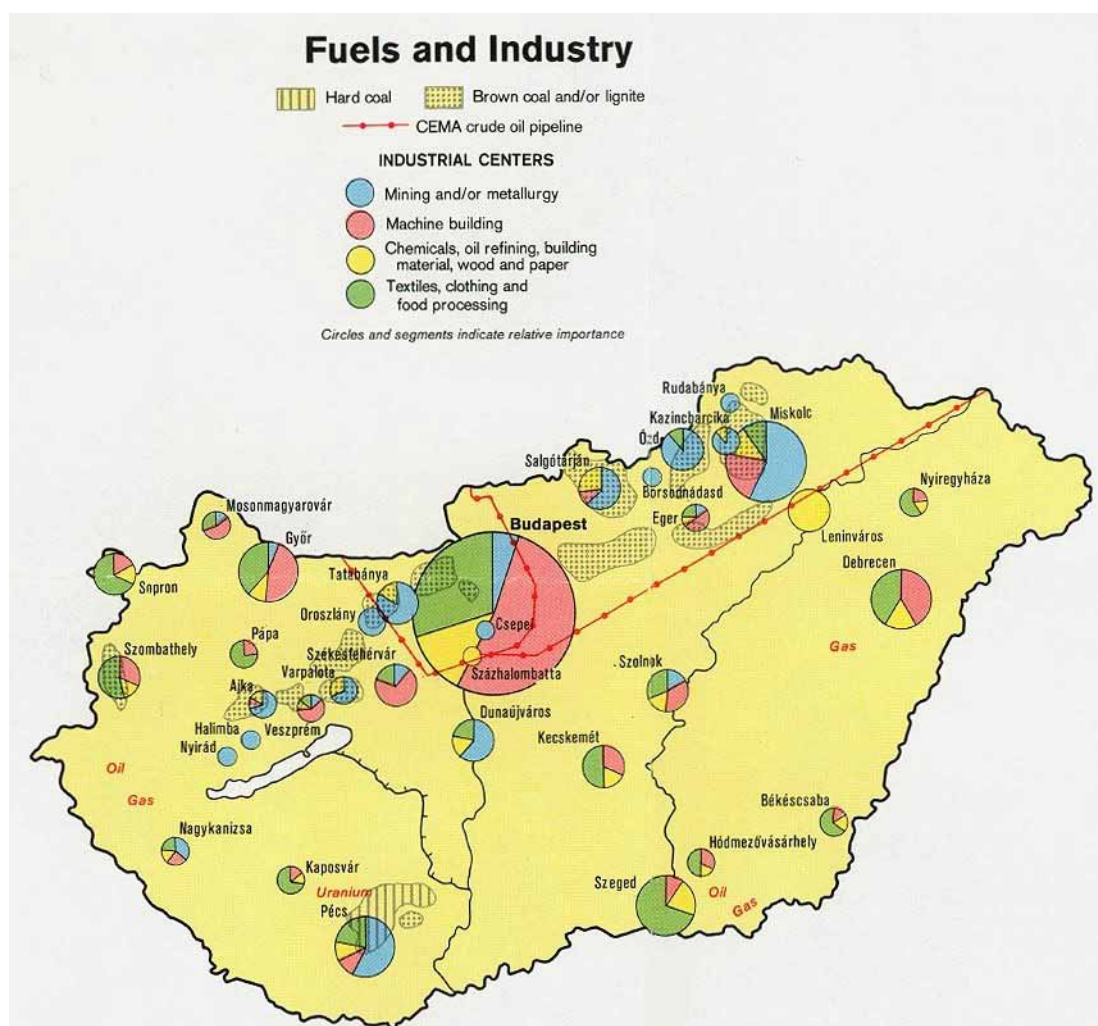 Fuels and Industry
Hard coal
Brown coal and/or lignite
CEMA crude oil pipeline
INDUSTRIAL CENTERS
Mining and/or metallurgy
Machine building
Chemicals, oil refining, building
material, wood and paper
Textiles, clothing and
food processing
Circles and segments indicate relative importance
Rudabánya
Kazincbarcika
Miskolc
Ózd
Salgótarján
Borsodnádasd
Nyiregyháza
Mosonmagyarovár
Budapest
Eger
Leninváros
Győr
Debrecen
Tatabánya
Sopron
Oroszlány
Csepel
Pápa
Gas
Szombathely
Székesfehérvár
Százhalombatta
Szolnok
Varpalota
Ajka
Dunaújváros
Halimba
Veszprém
Nyirád
Kecskemét
Oil
Gas
Békéscsaba
Nagykanizsa
Hódmezővásárhely
Kaposvár
Szeged
Uranium
Oil
Gas
Pécs